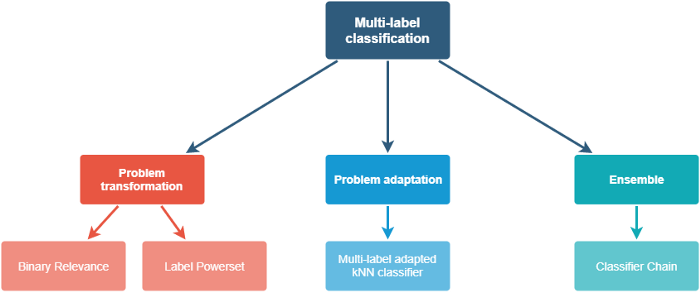 Multi-label
classification
Problem
transformation
Problem adaptation
Ensemble
Binary Relevance
Label Powerset
Multi-label adapted
kNN classifier
Classifier Chain